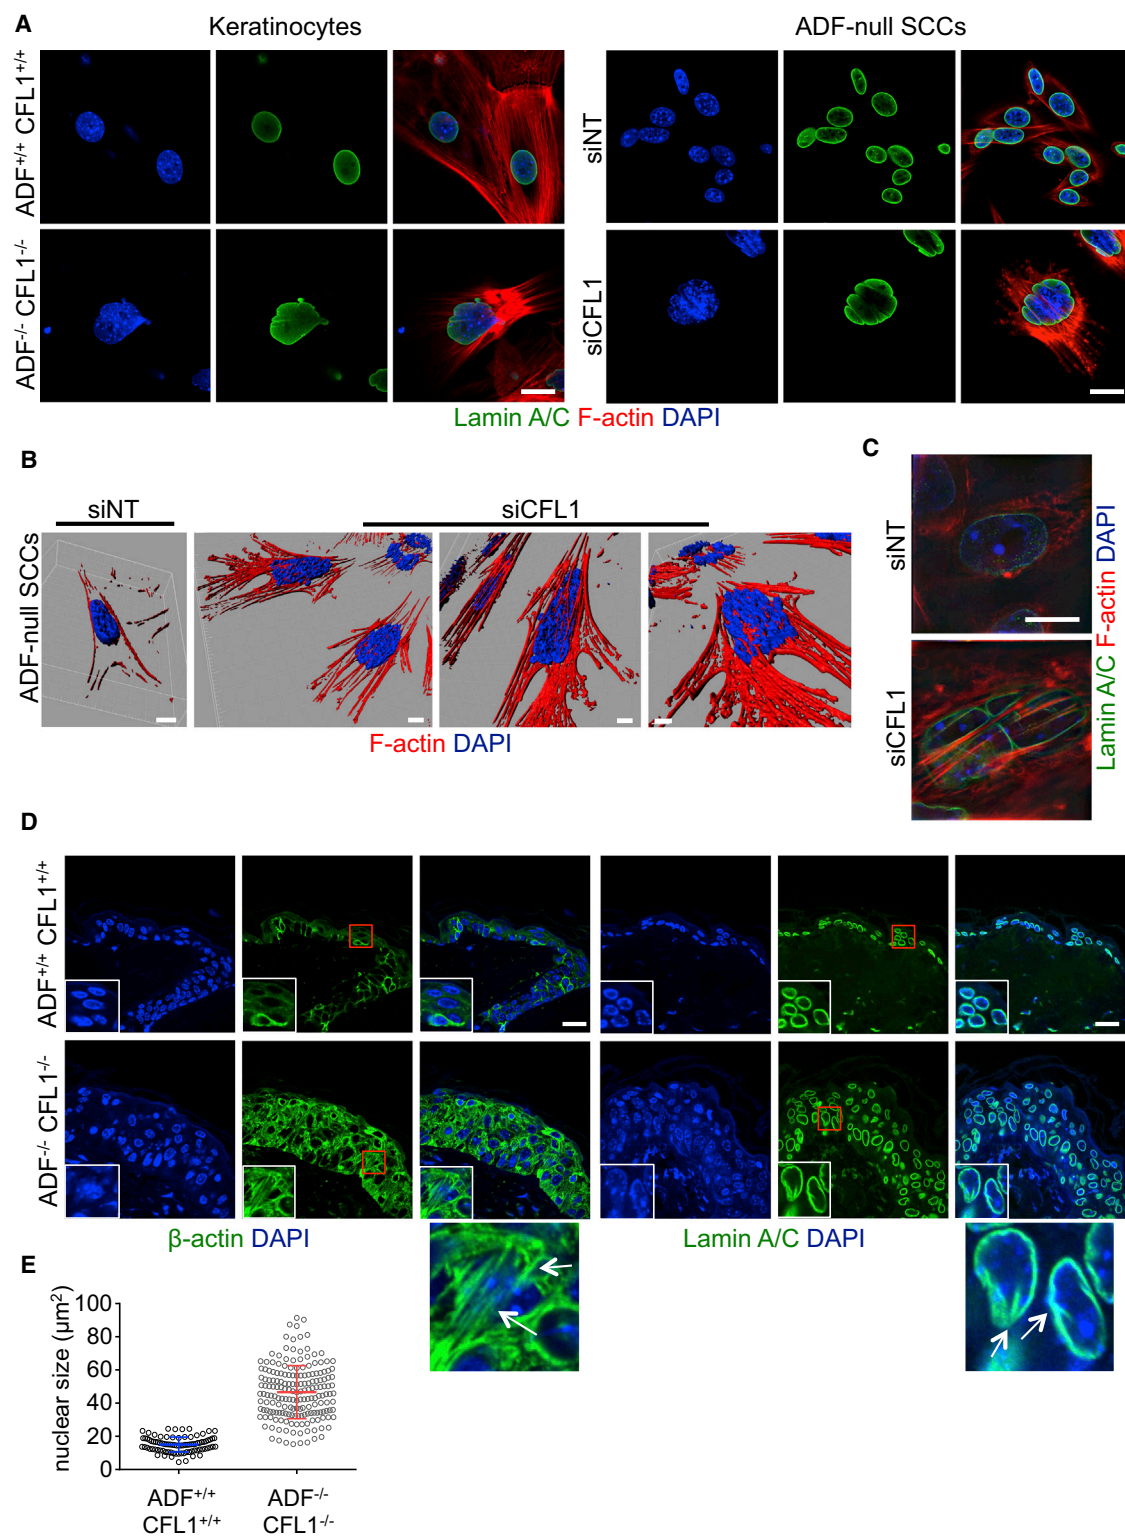 A
Keratinocytes
ADF-null SCCs
ADF+/+ CFL1+/+
ADF-/- CFL1-/-
siNT
siCFL1
Lamin A/C F-actin DAPI
B
siNT
siCFL1
ADF-null SCCs
F-actin DAPI
C
siNT
siCFL1
Lamin A/C F-actin DAPI
D
ADF+/+ CFL1+/+
ADF-/- CFL1-/-
β-actin DAPI
Lamin A/C DAPI
E
nuclear size (µm2)
100
80
60
40
20
0
ADF+/+
CFL1+/+
ADF-/-
CFL1-/-